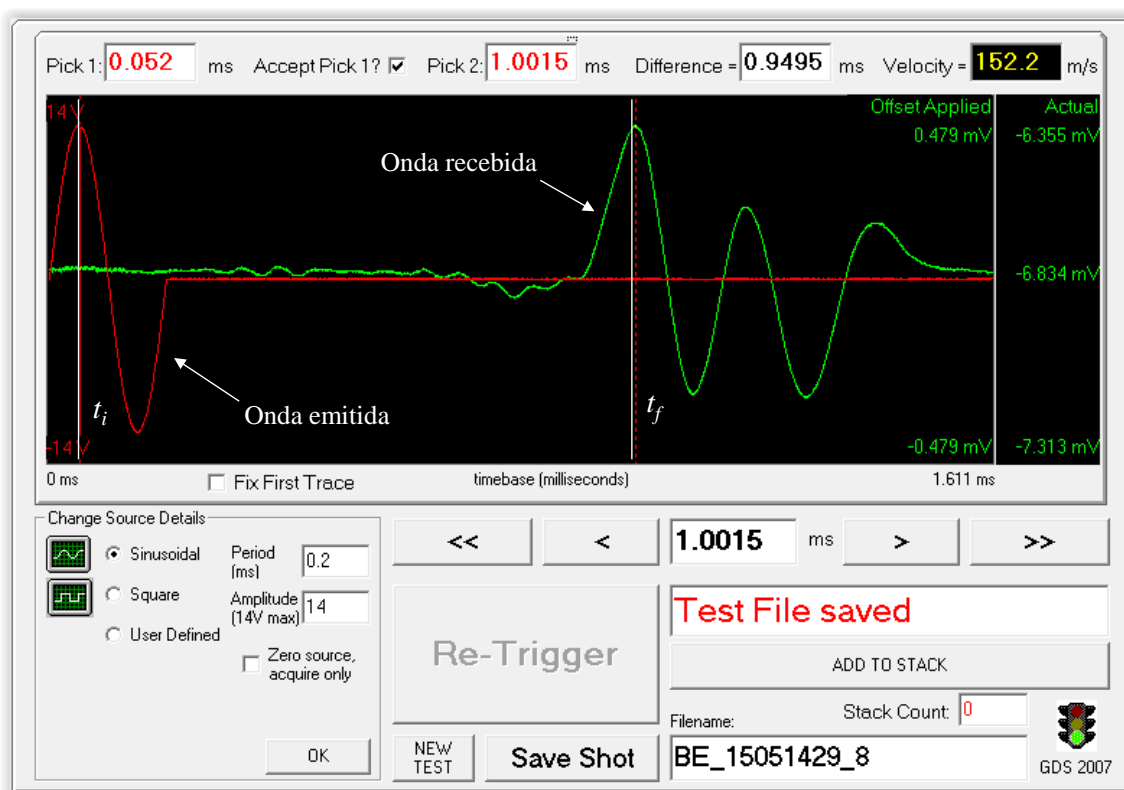 Pick 1: 0.052 ms Accept Pick 1? Pick 2: 1.0015 ms Difference = 0.9495 ms Velocity = 152.2 m/s
14 V
Offset Applied Actual
0.479 mV -6.355 mV
Onda recebida
-6.834 mV
ti
Onda emitida
tf
-14 V
-0.479 mV -7.313 mV
0 ms
Fix First Trace
timebase (milliseconds)
1.611 ms
Change Source Details
Sinusoidal
Square
User Defined
Period
(ms)
0.2
Amplitude
(14V max)
14
Zero source,
acquire only
OK
<< < 1.0015 ms > >>
Re-Trigger
Test File saved
ADD TO STACK
Stack Count: 0
NEW
TEST
Save Shot
Filename:
BE_15051429_8
GDS 2007